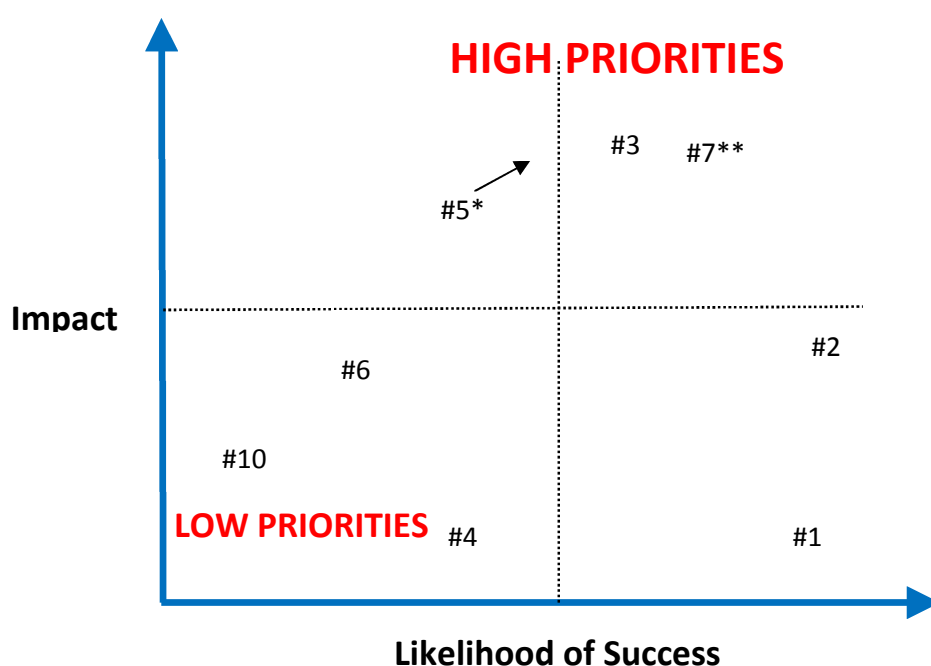 HIGH PRIORITIES
#3
#7**
#5*
Impact
#2
#6
#10
LOW PRIORITIES
#4
#1
Likelihood of Success